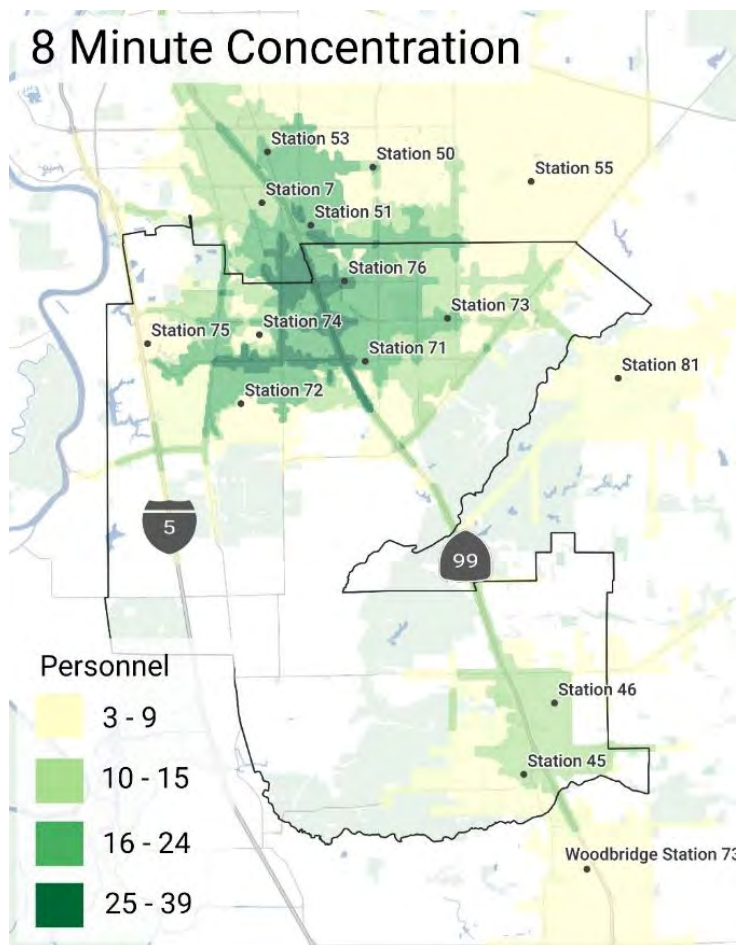 8 Minute Concentration
Station 53
Station 50
Station 55
Station 7
Station 51
Station 76
Station 73
Station 75
Station 74
Station 71
Station 81
Station 72
5
99
Personnel
3 - 9
10 - 15
16 - 24
25 - 39
Station 46
Station 45
Woodbridge Station 73